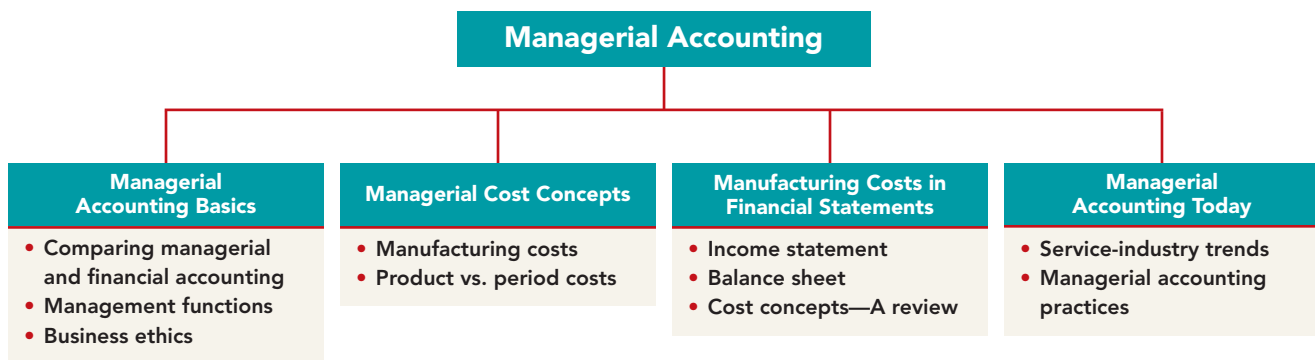 Managerial Accounting
Managerial
Accounting Basics
• Comparing managerial
and financial accounting
• Management functions
• Business ethics
Managerial Cost Concepts
• Manufacturing costs
• Product vs. period costs
Manufacturing Costs in
Financial Statements
• Income statement
• Balance sheet
• Cost concepts—A review
Managerial
Accounting Today
• Service-industry trends
• Managerial accounting
practices